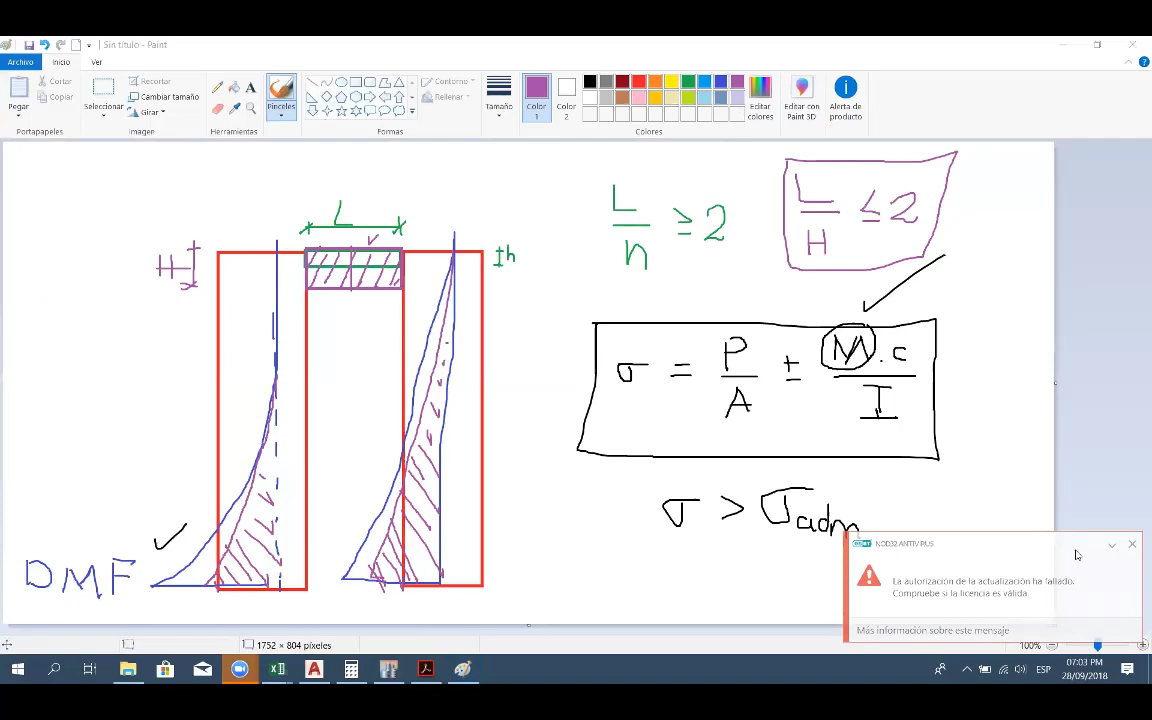 Sin título - Paint
Archivo
Inicio
Ver
Pegar
Cortar
Copiar
Portapapeles
Seleccionar
Recortar
Cambiar tamaño
Girar
Imagen
A
Herramientas
Pinceles
Contorno
Rellenar
Formas
Tamaño
Color 1
Color 2
Editar colores
Colores
Editar con Paint 3D
Alerta de producto
L
H
h
L/h ≥ 2
L/H ≤ 2
σ = P/A ± M.c/I
σ > σadm
DMF
eset NOD32 ANTIVIRUS
La autorización de la actualización ha fallado.
Compruebe si la licencia es válida.
Más información sobre este mensaje
1752 × 804 píxeles
100%
ESP
07:03 PM
28/09/2018